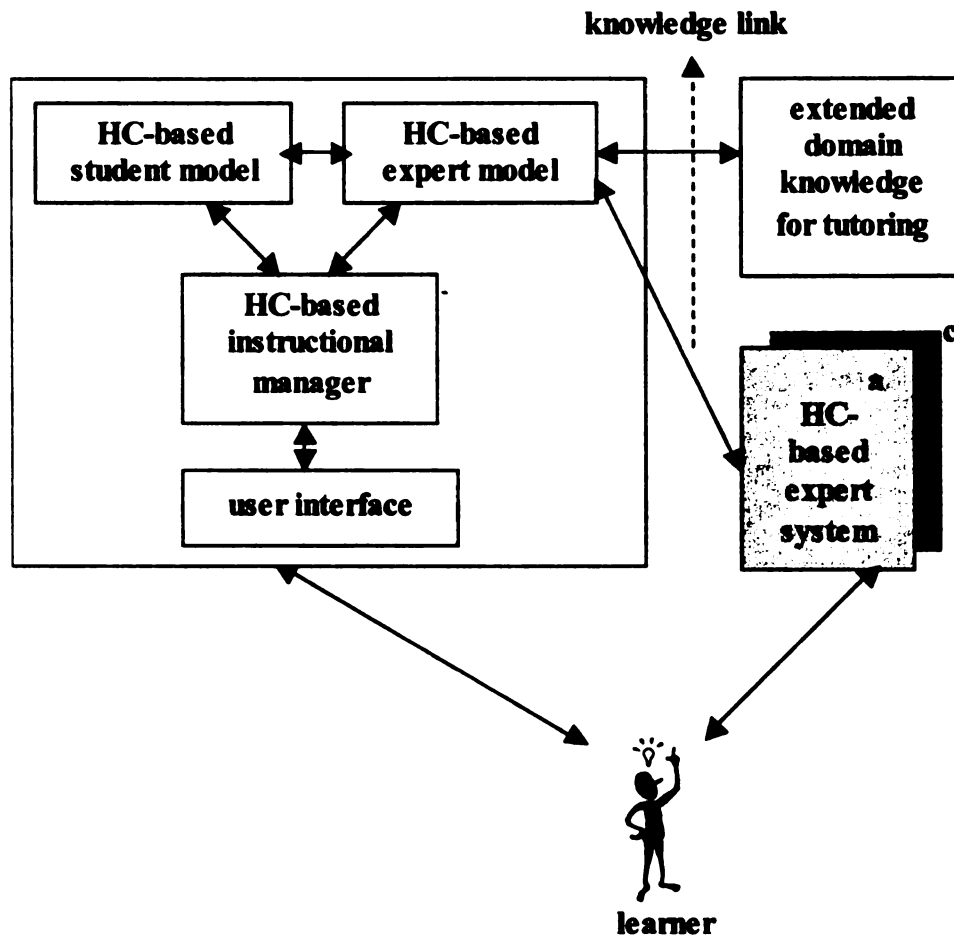 knowledge link
HC-based
student model
HC-based
expert model
extended
domain
knowledge
for tutoring
HC-based
instructional
manager
user interface
c
a
HC-
based
expert
system
learner